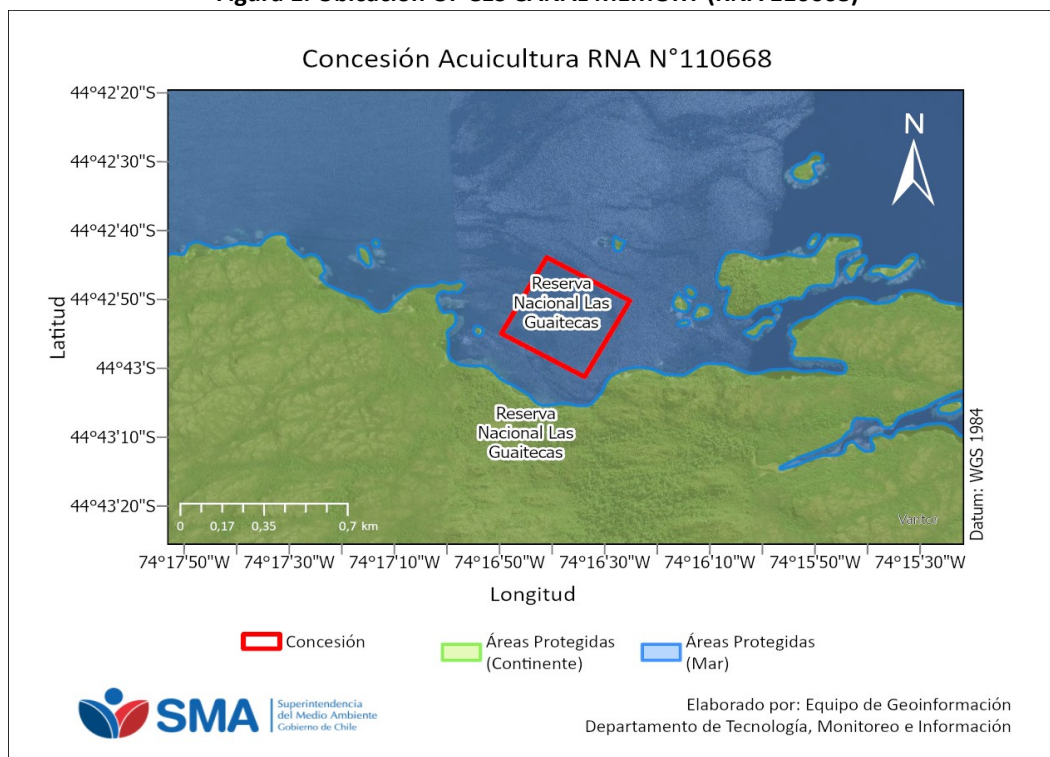 Concesión Acuicultura RNA N°110668
44°42'20"S
44°42'30"S
44°42'40"S
44°42'50"S
44°43'S
44°43'10"S
44°43'20"S
Latitud
N
Reserva
Nacional Las
Guaitecas
Reserva
Nacional Las
Guaitecas
0 0,17 0,35 0,7 km
Vantor
Datum: WGS 1984
74°17'50"W 74°17'30"W 74°17'10"W 74°16'50"W 74°16'30"W 74°16'10"W 74°15'50"W 74°15'30"W
Longitud
Concesión
Áreas Protegidas
(Continente)
Áreas Protegidas
(Mar)
SMA
Superintendencia
del Medio Ambiente
Gobierno de Chile
Elaborado por: Equipo de Geoinformación
Departamento de Tecnología, Monitoreo e Información